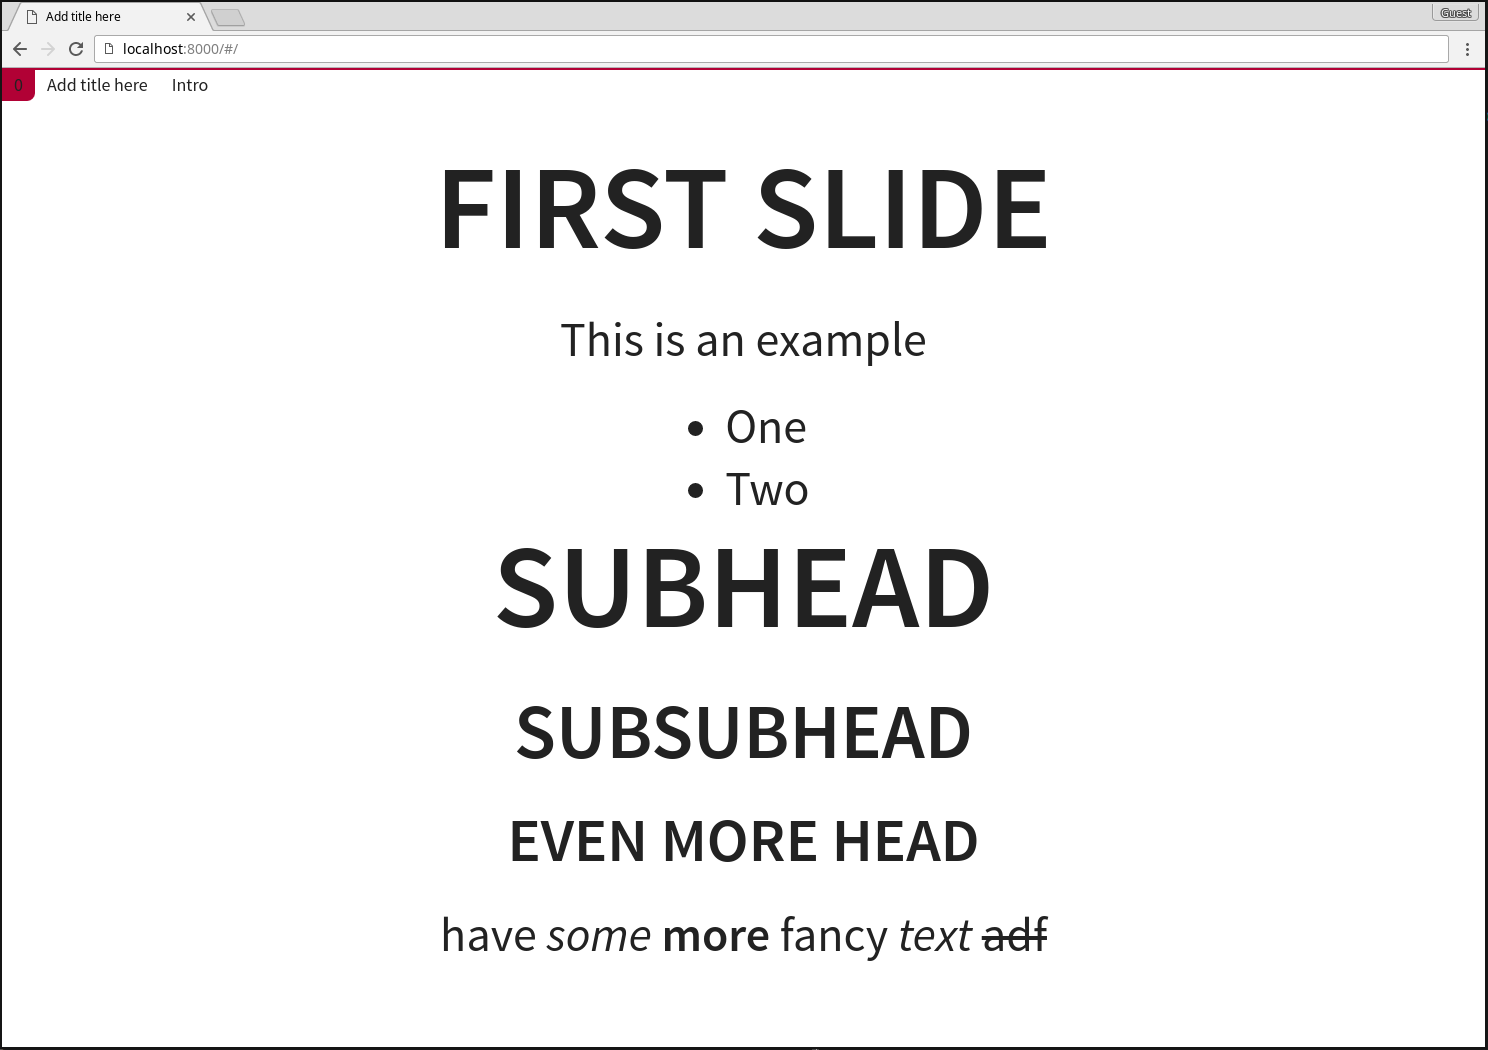 Add title here
Guest
localhost:8000/#/
0 Add title here Intro
FIRST SLIDE
This is an example
• One
• Two
SUBHEAD
SUBSUBHEAD
EVEN MORE HEAD
have some more fancy text adf